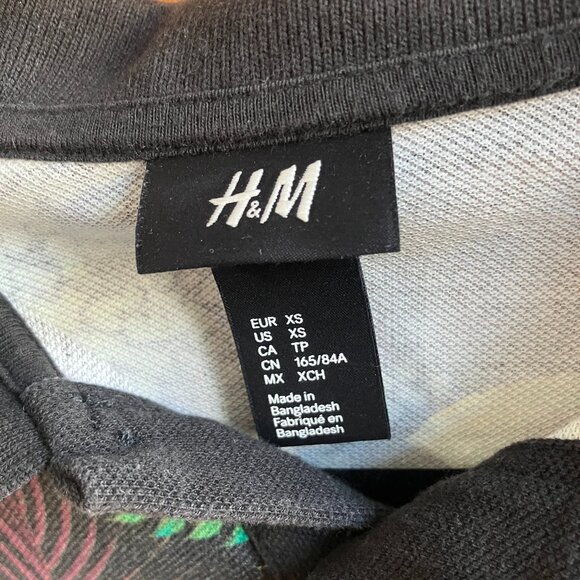 H&M
EUR XS
US XS
CA TP
CN 165/84A
MX XCH
Made in
Bangladesh
Fabriqué en
Bangladesh